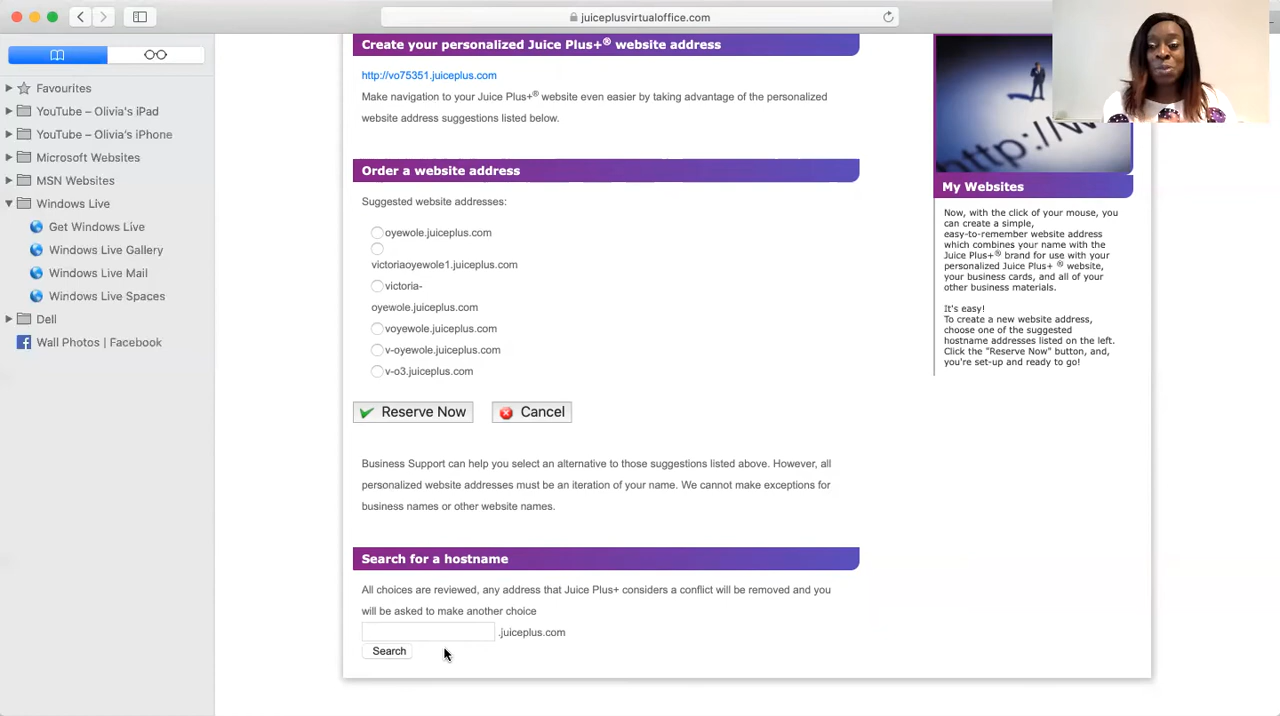 juiceplusvirtualoffice.com
Favourites
YouTube – Olivia's iPad
YouTube – Olivia's iPhone
Microsoft Websites
MSN Websites
Windows Live
Get Windows Live
Windows Live Gallery
Windows Live Mail
Windows Live Spaces
Dell
Wall Photos | Facebook
Create your personalized Juice Plus+® website address
http://vo75351.juiceplus.com
Make navigation to your Juice Plus+® website even easier by taking advantage of the personalized
website address suggestions listed below.
Order a website address
Suggested website addresses:
oyewole.juiceplus.com
victoriaoyewole1.juiceplus.com
victoria-
oyewole.juiceplus.com
voyewole.juiceplus.com
v-oyewole.juiceplus.com
v-o3.juiceplus.com
Reserve Now Cancel
Business Support can help you select an alternative to those suggestions listed above. However, all
personalized website addresses must be an iteration of your name. We cannot make exceptions for
business names or other website names.
Search for a hostname
All choices are reviewed, any address that Juice Plus+ considers a conflict will be removed and you
will be asked to make another choice
.juiceplus.com
Search
http://w
My Websites
Now, with the click of your mouse, you
can create a simple,
easy-to-remember website address
which combines your name with the
Juice Plus+® brand for use with your
personalized Juice Plus+ ® website,
your business cards, and all of your
other business materials.
It's easy!
To create a new website address,
choose one of the suggested
hostname addresses listed on the left.
Click the "Reserve Now" button, and,
you're set-up and ready to go!